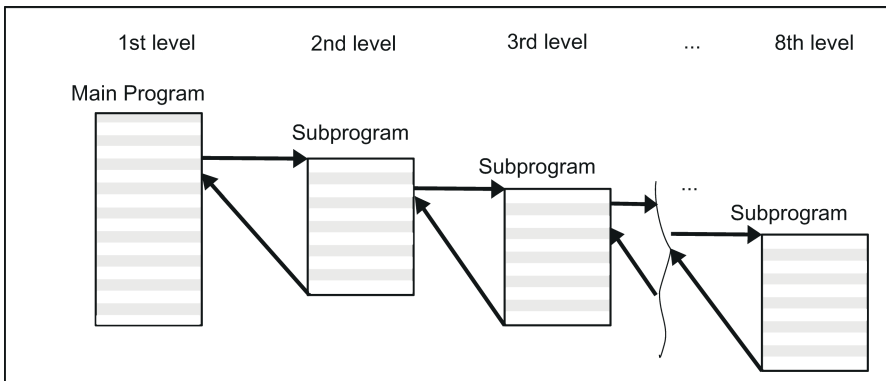 1st level 2nd level 3rd level ... 8th level
Main Program
Subprogram
Subprogram
...
Subprogram